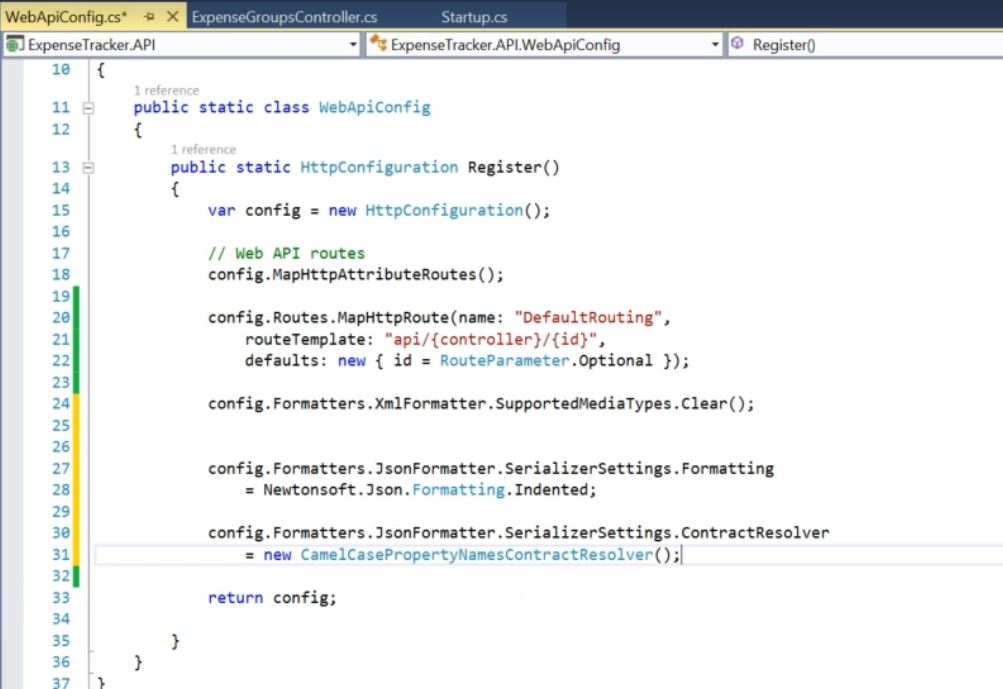 WebApiConfig.cs* ExpenseGroupsController.cs Startup.cs
ExpenseTracker.API ExpenseTracker.API.WebApiConfig Register()
10 {
1 reference
11 public static class WebApiConfig
12 {
1 reference
13 public static HttpConfiguration Register()
14 {
15 var config = new HttpConfiguration();
16
17 // Web API routes
18 config.MapHttpAttributeRoutes();
19
20 config.Routes.MapHttpRoute(name: "DefaultRouting",
21 routeTemplate: "api/{controller}/{id}",
22 defaults: new { id = RouteParameter.Optional });
23
24 config.Formatters.XmlFormatter.SupportedMediaTypes.Clear();
25
26
27 config.Formatters.JsonFormatter.SerializerSettings.Formatting
28 = Newtonsoft.Json.Formatting.Indented;
29
30 config.Formatters.JsonFormatter.SerializerSettings.ContractResolver
31 = new CamelCasePropertyNamesContractResolver();
32
33 return config;
34
35 }
36 }
37 }